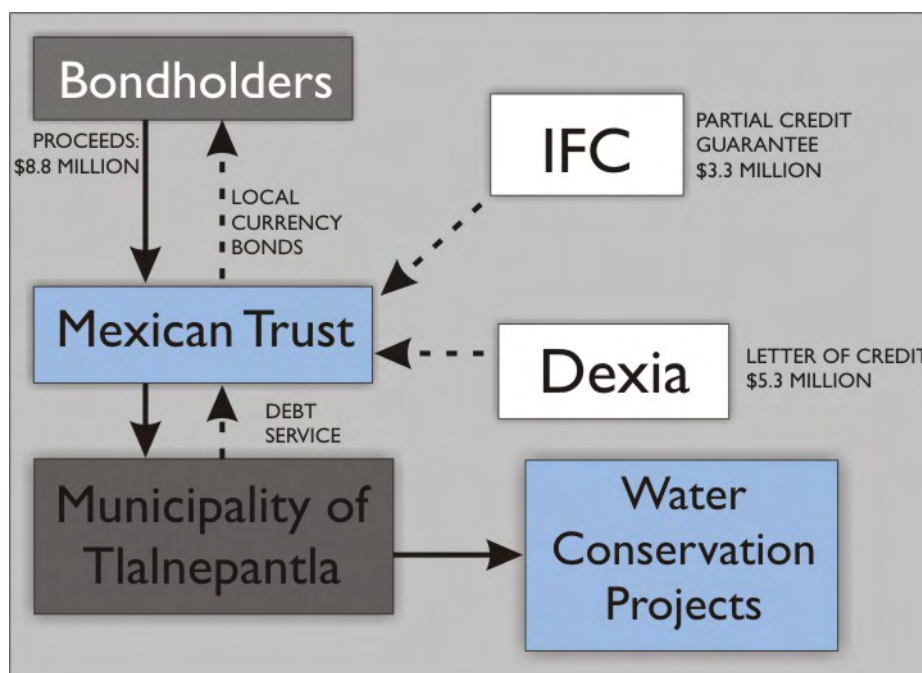 Bondholders
PROCEEDS:
$8.8 MILLION
LOCAL
CURRENCY
BONDS
IFC
PARTIAL CREDIT
GUARANTEE
$3.3 MILLION
Mexican Trust
Dexia
LETTER OF CREDIT
$5.3 MILLION
DEBT
SERVICE
Municipality of
Tlalnepantla
Water
Conservation
Projects